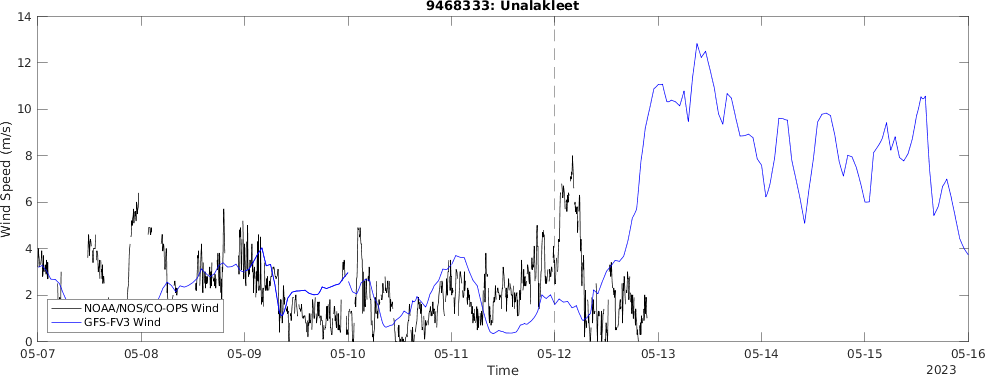 9468333: Unalakleet
14
12
10
8
6
4
2
0
Wind Speed (m/s)
NOAA/NOS/CO-OPS Wind
GFS-FV3 Wind
05-07 05-08 05-09 05-10 05-11 05-12 05-13 05-14 05-15 05-16
Time
2023